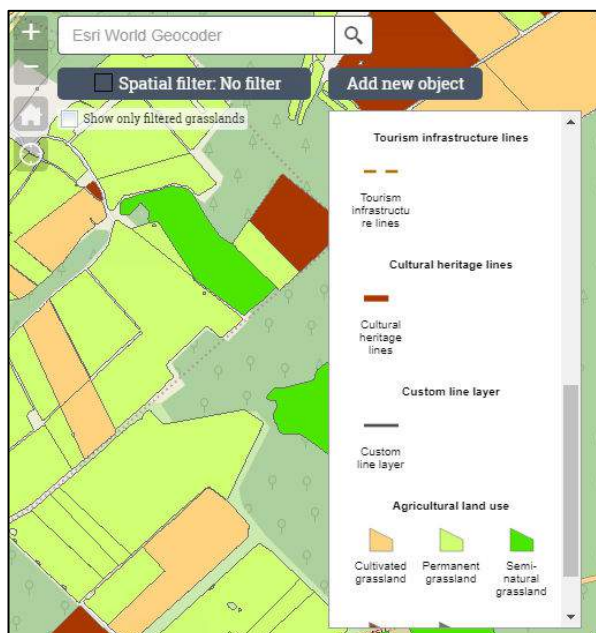 +
Esri World Geocoder
−
Spatial filter: No filter
Add new object
Show only filtered grasslands
Tourism infrastructure lines
Tourism
infrastructu
re lines
Cultural heritage lines
Cultural
heritage
lines
Custom line layer
Custom
line layer
Agricultural land use
Cultivated
grassland
Permanent
grassland
Semi-
natural
grassland